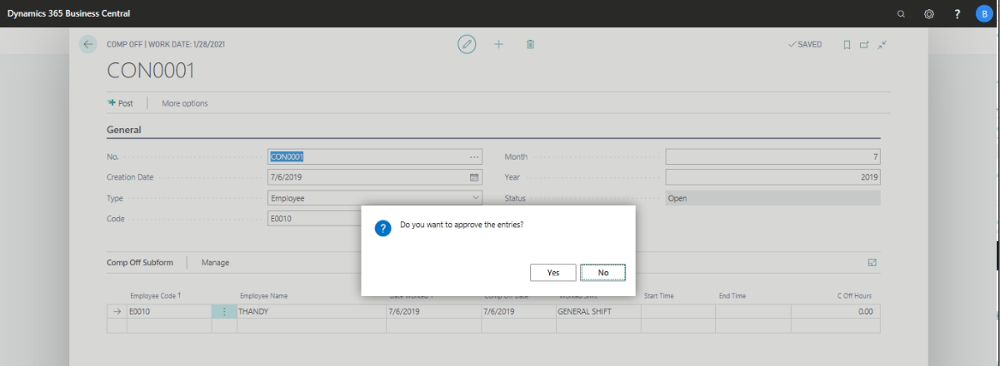 Dynamics 365 Business Central
?
B
COMP OFF | WORK DATE: 1/28/2021
SAVED
CON0001
Post
More options
General
No.
CON0001
Month
7
Creation Date
7/6/2019
Year
2019
Type
Employee
Status
Open
Code
E0010
?
Do you want to approve the entries?
Yes
No
Comp Off Subform
Manage
Employee Code ↑
Employee Name
Date Worked ↑
Comp Off Date
Worked Shift
Start Time
End Time
C Off Hours
→
E0010
THANDY
7/6/2019
7/6/2019
GENERAL SHIFT
0.00